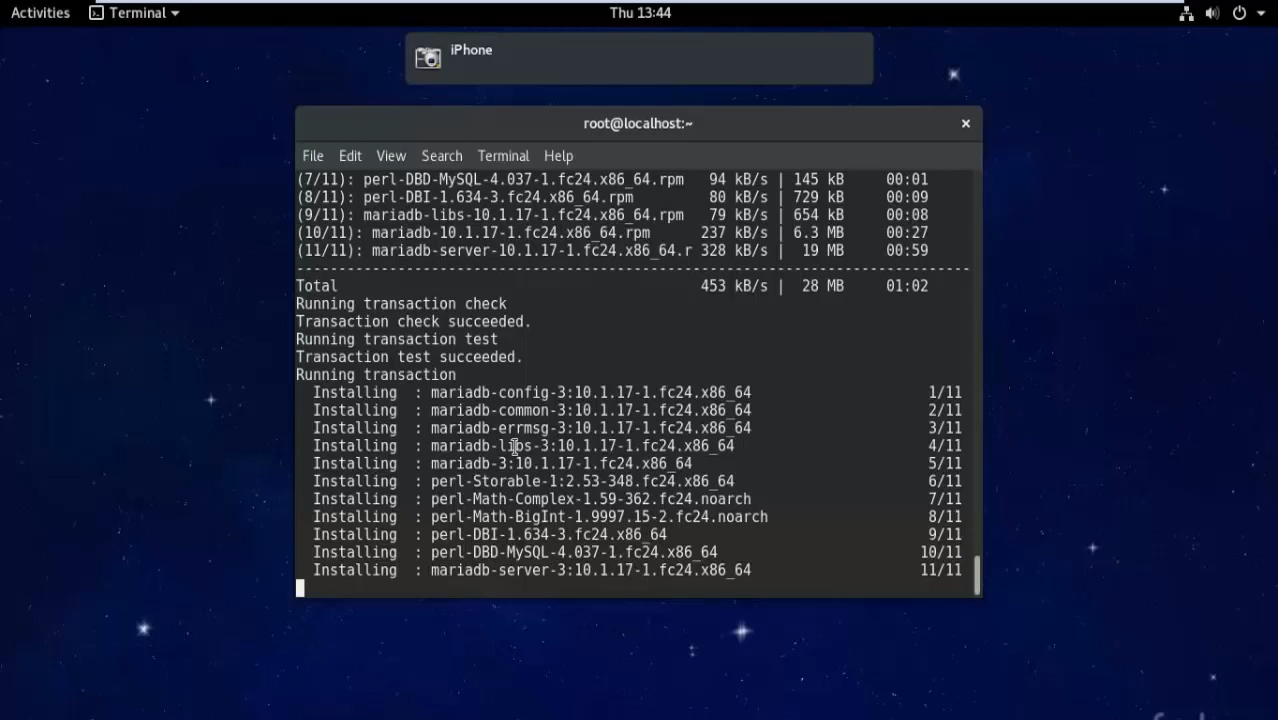 Activities Terminal Thu 13:44
iPhone
root@localhost:~ ×
File Edit View Search Terminal Help
(7/11): perl-DBD-MySQL-4.037-1.fc24.x86_64.rpm 94 kB/s | 145 kB 00:01
(8/11): perl-DBI-1.634-3.fc24.x86_64.rpm 80 kB/s | 729 kB 00:09
(9/11): mariadb-libs-10.1.17-1.fc24.x86_64.rpm 79 kB/s | 654 kB 00:08
(10/11): mariadb-10.1.17-1.fc24.x86_64.rpm 237 kB/s | 6.3 MB 00:27
(11/11): mariadb-server-10.1.17-1.fc24.x86_64.r 328 kB/s | 19 MB 00:59
--------------------------------------------------------------------------------
Total 453 kB/s | 28 MB 01:02
Running transaction check
Transaction check succeeded.
Running transaction test
Transaction test succeeded.
Running transaction
Installing : mariadb-config-3:10.1.17-1.fc24.x86_64 1/11
Installing : mariadb-common-3:10.1.17-1.fc24.x86_64 2/11
Installing : mariadb-errmsg-3:10.1.17-1.fc24.x86_64 3/11
Installing : mariadb-libs-3:10.1.17-1.fc24.x86_64 4/11
Installing : mariadb-3:10.1.17-1.fc24.x86_64 5/11
Installing : perl-Storable-1:2.53-348.fc24.x86_64 6/11
Installing : perl-Math-Complex-1.59-362.fc24.noarch 7/11
Installing : perl-Math-BigInt-1.9997.15-2.fc24.noarch 8/11
Installing : perl-DBI-1.634-3.fc24.x86_64 9/11
Installing : perl-DBD-MySQL-4.037-1.fc24.x86_64 10/11
Installing : mariadb-server-3:10.1.17-1.fc24.x86_64 11/11